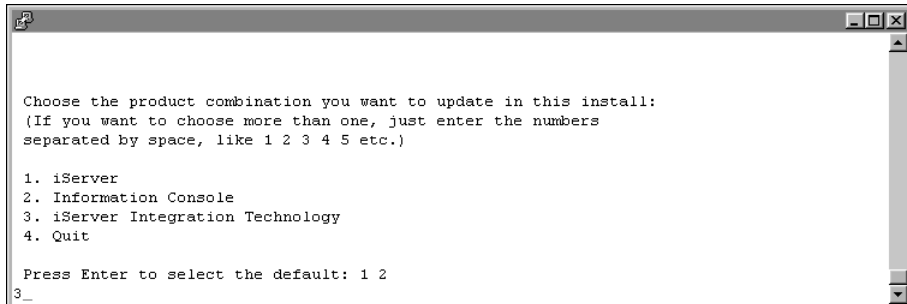 Choose the product combination you want to update in this install:
(If you want to choose more than one, just enter the numbers
separated by space, like 1 2 3 4 5 etc.)
1. iServer
2. Information Console
3. iServer Integration Technology
4. Quit
Press Enter to select the default: 1 2
3_